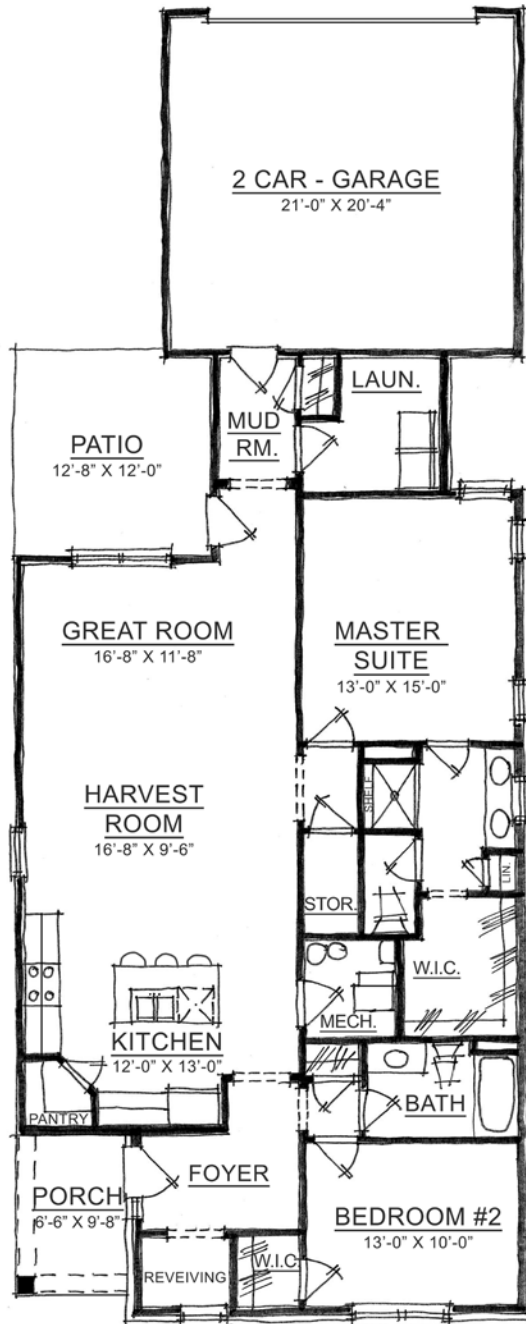 2 CAR - GARAGE
21'-0" X 20'-4"
LAUN.
MUD
RM.
PATIO
12'-8" X 12'-0"
GREAT ROOM
16'-8" X 11'-8"
MASTER
SUITE
13'-0" X 15'-0"
SHELF
HARVEST
ROOM
16'-8" X 9'-6"
LIN.
STOR.
W.I.C.
MECH.
KITCHEN
12'-0" X 13'-0"
PANTRY
BATH
FOYER
PORCH
6'-6" X 9'-8"
BEDROOM #2
13'-0" X 10'-0"
W.I.C
REVEIVING